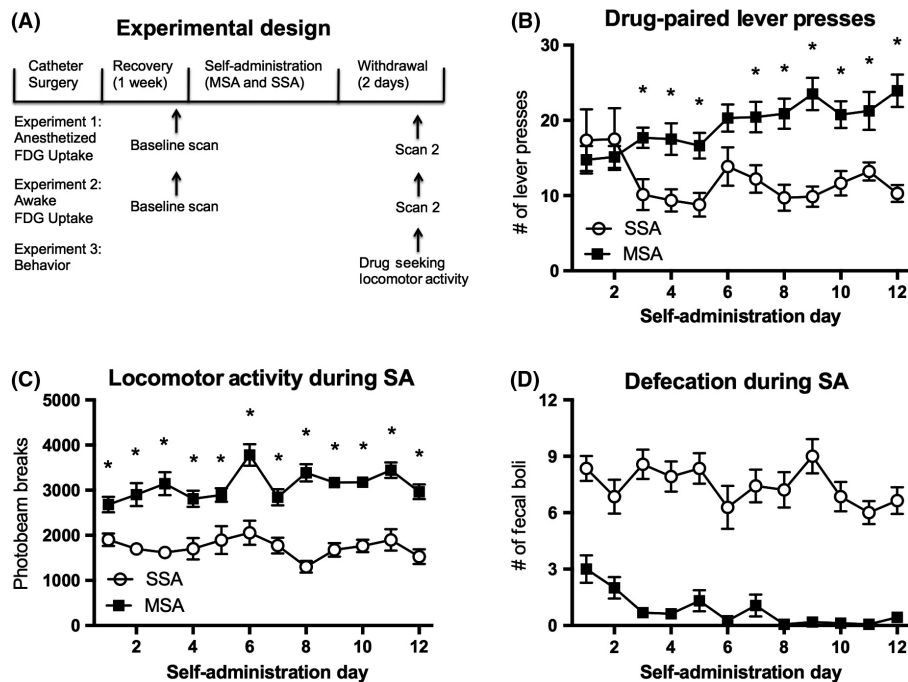 (A)
Experimental design
Catheter Surgery
Recovery (1 week)
Self-administration (MSA and SSA)
Withdrawal (2 days)
Experiment 1:
Anesthetized
FDG Uptake
Baseline scan
Scan 2
Experiment 2:
Awake
FDG Uptake
Baseline scan
Scan 2
Experiment 3:
Behavior
Drug seeking
locomotor activity
(B)
Drug-paired lever presses
# of lever presses
30
20
10
0
* * * * * * * * *
SSA
MSA
2 4 6 8 10 12
Self-administration day
(C)
Locomotor activity during SA
Photobeam breaks
5000
4000
3000
2000
1000
0
* * * * * * * * * * * *
SSA
MSA
2 4 6 8 10 12
Self-administration day
(D)
Defecation during SA
# of fecal boli
12
9
6
3
0
2 4 6 8 10 12
Self-administration day